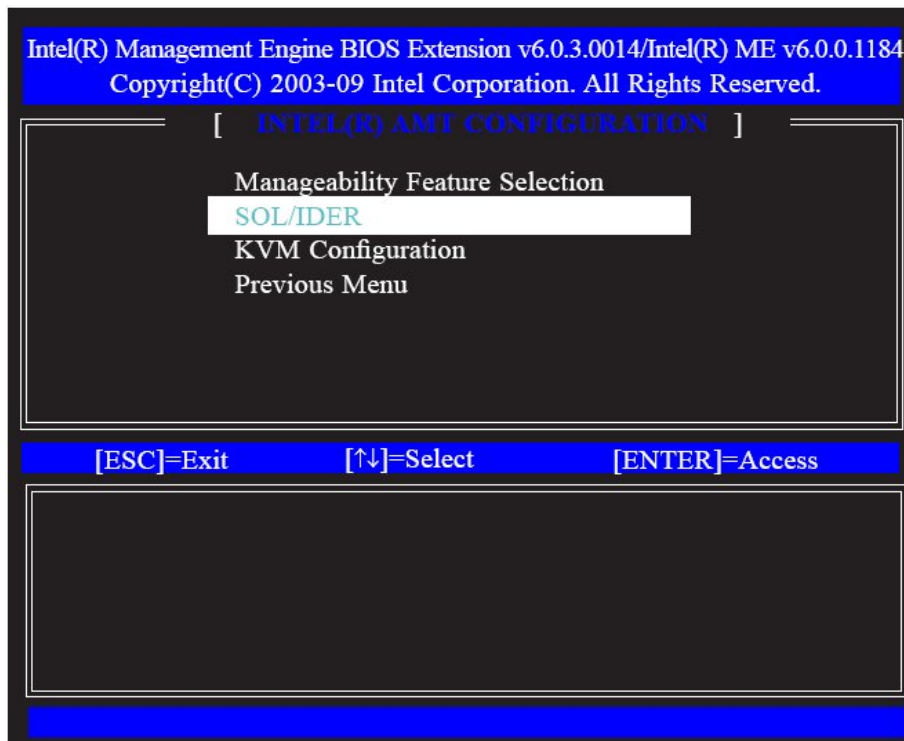 Intel(R) Management Engine BIOS Extension v6.0.3.0014/Intel(R) ME v6.0.0.1184
Copyright(C) 2003-09 Intel Corporation. All Rights Reserved.
[ INTEL(R) AMT CONFIGURATION ]
Manageability Feature Selection
SOL/IDER
KVM Configuration
Previous Menu
[ESC]=Exit [↑↓]=Select [ENTER]=Access